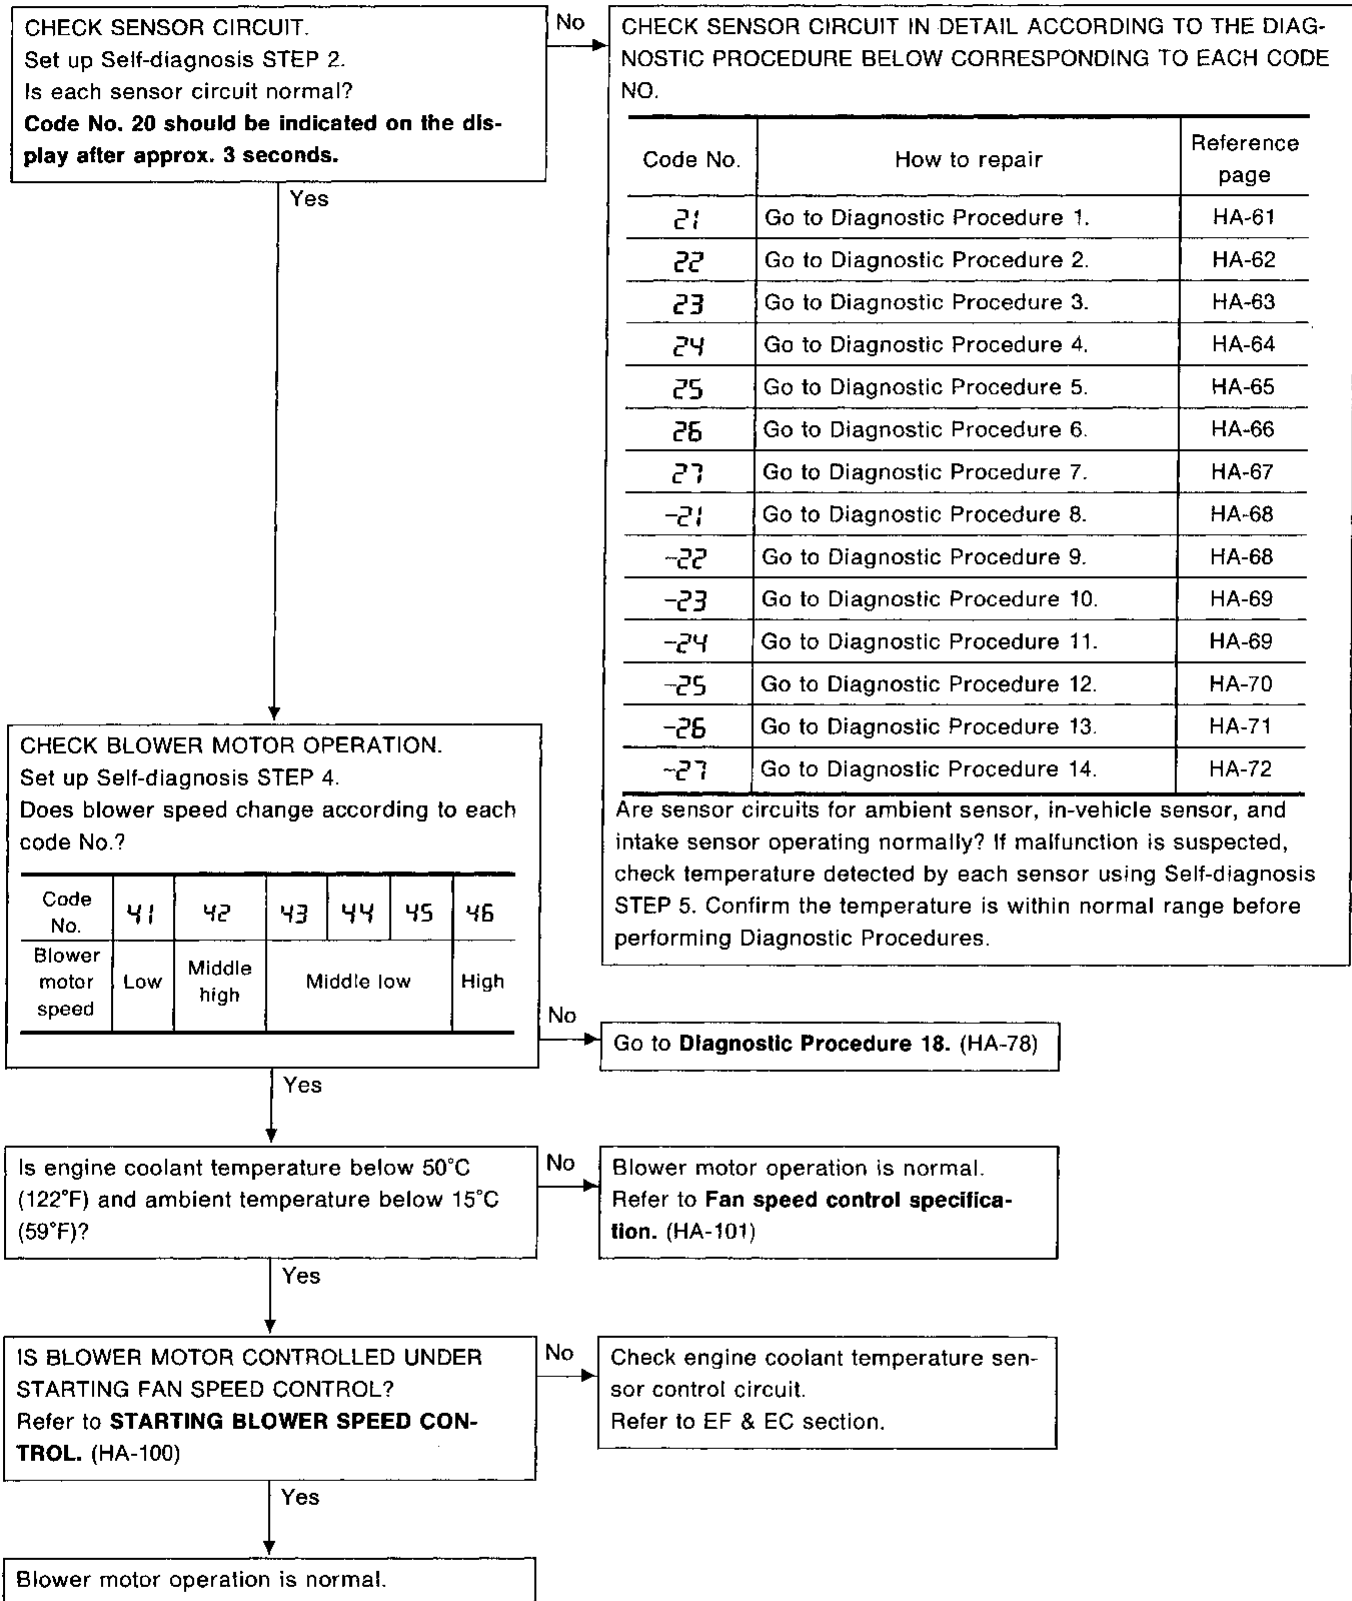 CHECK SENSOR CIRCUIT.
Set up Self-diagnosis STEP 2.
Is each sensor circuit normal?
Code No. 20 should be indicated on the dis-
play after approx. 3 seconds.
No
CHECK SENSOR CIRCUIT IN DETAIL ACCORDING TO THE DIAG-
NOSTIC PROCEDURE BELOW CORRESPONDING TO EACH CODE
NO.
Code No. How to repair Reference page
21 Go to Diagnostic Procedure 1. HA-61
22 Go to Diagnostic Procedure 2. HA-62
23 Go to Diagnostic Procedure 3. HA-63
24 Go to Diagnostic Procedure 4. HA-64
25 Go to Diagnostic Procedure 5. HA-65
26 Go to Diagnostic Procedure 6. HA-66
27 Go to Diagnostic Procedure 7. HA-67
-21 Go to Diagnostic Procedure 8. HA-68
-22 Go to Diagnostic Procedure 9. HA-68
-23 Go to Diagnostic Procedure 10. HA-69
-24 Go to Diagnostic Procedure 11. HA-69
-25 Go to Diagnostic Procedure 12. HA-70
-26 Go to Diagnostic Procedure 13. HA-71
-27 Go to Diagnostic Procedure 14. HA-72
Are sensor circuits for ambient sensor, in-vehicle sensor, and
intake sensor operating normally? If malfunction is suspected,
check temperature detected by each sensor using Self-diagnosis
STEP 5. Confirm the temperature is within normal range before
performing Diagnostic Procedures.
Yes
CHECK BLOWER MOTOR OPERATION.
Set up Self-diagnosis STEP 4.
Does blower speed change according to each
code No.?
Code No. 41 42 43 44 45 46
Blower motor speed Low Middle high Middle low High
No
Go to Diagnostic Procedure 18. (HA-78)
Yes
Is engine coolant temperature below 50°C
(122°F) and ambient temperature below 15°C
(59°F)?
No
Blower motor operation is normal.
Refer to Fan speed control specifica-
tion. (HA-101)
Yes
IS BLOWER MOTOR CONTROLLED UNDER
STARTING FAN SPEED CONTROL?
Refer to STARTING BLOWER SPEED CON-
TROL. (HA-100)
No
Check engine coolant temperature sen-
sor control circuit.
Refer to EF & EC section.
Yes
Blower motor operation is normal.